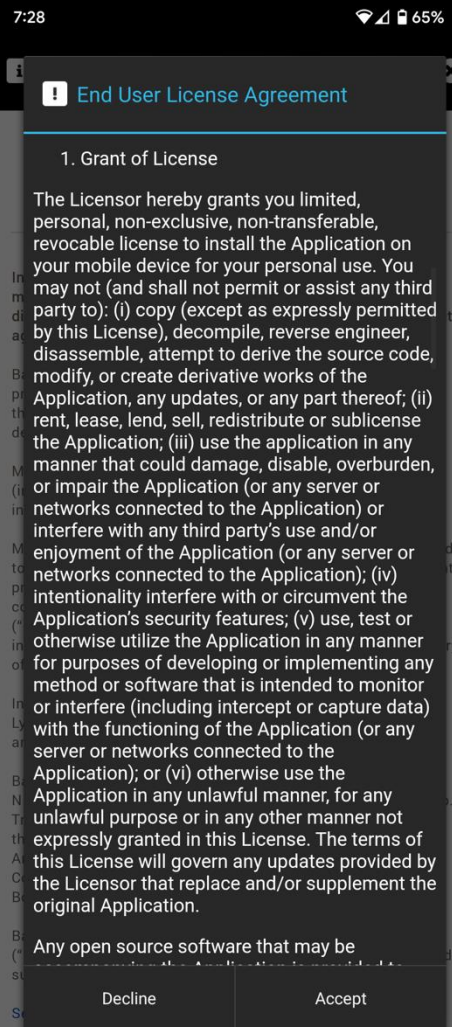 7:28
65%
End User License Agreement
1. Grant of License
The Licensor hereby grants you limited,
personal, non-exclusive, non-transferable,
revocable license to install the Application on
your mobile device for your personal use. You
may not (and shall not permit or assist any third
party to): (i) copy (except as expressly permitted
by this License), decompile, reverse engineer,
disassemble, attempt to derive the source code,
modify, or create derivative works of the
Application, any updates, or any part thereof; (ii)
rent, lease, lend, sell, redistribute or sublicense
the Application; (iii) use the application in any
manner that could damage, disable, overburden,
or impair the Application (or any server or
networks connected to the Application) or
interfere with any third party’s use and/or
enjoyment of the Application (or any server or
networks connected to the Application); (iv)
intentionality interfere with or circumvent the
Application’s security features; (v) use, test or
otherwise utilize the Application in any manner
for purposes of developing or implementing any
method or software that is intended to monitor
or interfere (including intercept or capture data)
with the functioning of the Application (or any
server or networks connected to the
Application); or (vi) otherwise use the
Application in any unlawful manner, for any
unlawful purpose or in any other manner not
expressly granted in this License. The terms of
this License will govern any updates provided by
the Licensor that replace and/or supplement the
original Application.
Any open source software that may be
accompanying the Application is provided to
Decline
Accept